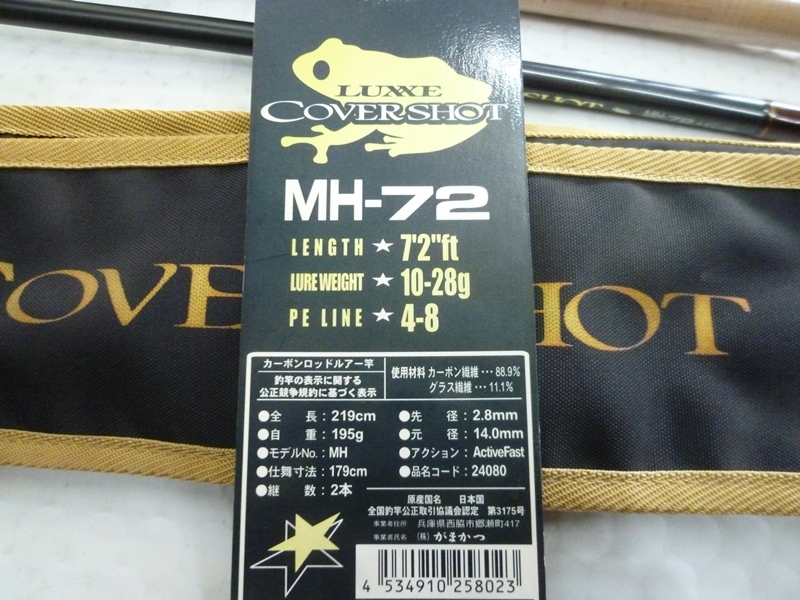 LUXXE
COVERSHOT
MH-72
LENGTH ★ 7'2"ft
LURE WEIGHT ★ 10-28g
PE LINE ★ 4-8
カーボンロッドルアー竿
釣竿の表示に関する
公正競争規約に基づく表示
使用材料 カーボン繊維・・・88.9%
グラス繊維・・・11.1%
●全 長：219cm
●自 重：195g
●モデルNo.：MH
●仕舞寸法：179cm
●継 数：2本
●先 径：2.8mm
●元 径：14.0mm
●アクション：ActiveFast
●品名コード：24080
原産国名 日本国
全国釣竿公正取引協議会認定 第3175号
事業者住所 兵庫県西脇市郷瀬町417
事業者氏名 (株) がまかつ
4 534910 258023
COVE
HOT
SHOT
MH-72